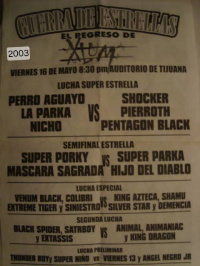 GUERRA DE ESTRELLAS
2003
EL REGRESO DE
VIERNES 16 DE MAYO 8:30 pm AUDITORIO DE TIJUANA
LUCHA SUPER ESTRELLA
PERRO AGUAYO
LA PARKA
NICHO
VS
SHOCKER
PIERROTH
PENTAGON BLACK
SEMIFINAL ESTRELLA
SUPER PORKY
MASCARA SAGRADA
VS
SUPER PARKA
HIJO DEL DIABLO
LUCHA ESPECIAL
VENUM BLACK, COLIBRI
EXTREME TIGER y SINIESTRO
VS
KING AZTECA, SHAMU
SILVER STAR y DEMENCIA
SEGUNDA LUCHA
BLACK SPIDER, SATRBOY
y EXTASSIS
VS
ANIMAL, ANIMANIAC
y KING DRAGON
LUCHA PRELIMINAR
THUNDER BOY y SUPER NIÑO vs VIERNES 13 y ANGEL NEGRO JR